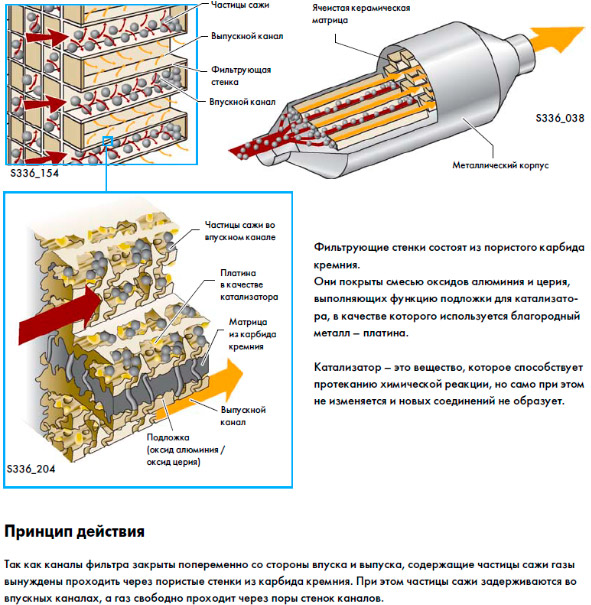 Частицы сажи
Выпускной канал
Фильтрующая
стенка
Впускной канал
S336_154
Ячеистая керамическая
матрица
S336_038
Металлический корпус
Частицы сажи во
впускном канале
Платина
в качестве
катализатора
Матрица
из карбида
кремния
Выпускной
канал
Подложка
(оксид алюминия /
оксид церия)
S336_204
Фильтрующие стенки состоят из пористого карбида
кремния.
Они покрыты смесью оксидов алюминия и церия,
выполняющих функцию подложки для катализато-
ра, в качестве которого используется благородный
металл – платина.
Катализатор – это вещество, которое способствует
протеканию химической реакции, но само при этом
не изменяется и новых соединений не образует.
Принцип действия
Так как каналы фильтра закрыты попеременно со стороны впуска и выпуска, содержащие частицы сажи газы
вынуждены проходить через пористые стенки из карбида кремния. При этом частицы сажи задерживаются во
впускных каналах, а газ свободно проходит через поры стенок каналов.